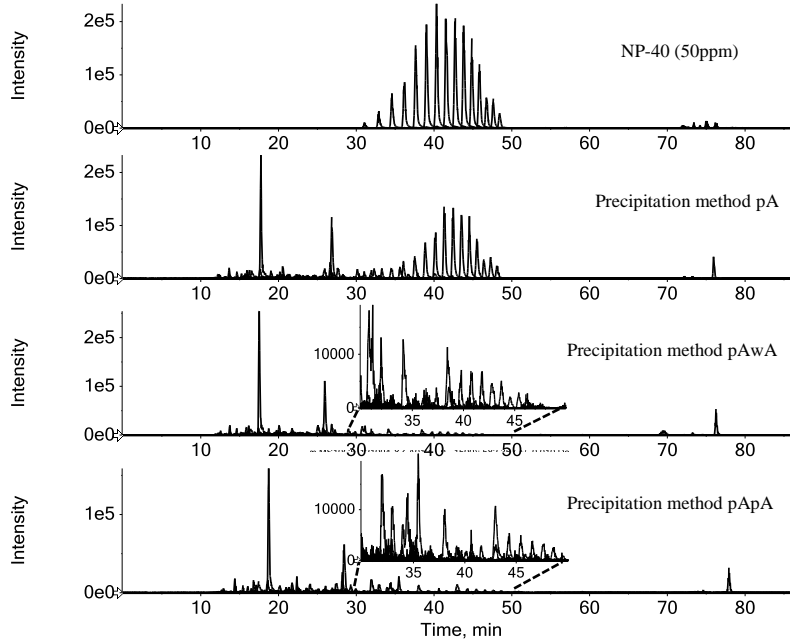 Intensity
2e5
1e5
0e0
NP-40 (50ppm)
10 20 30 40 50 60 70 80
Intensity
2e5
1e5
0e0
Precipitation method pA
10 20 30 40 50 60 70 80
Intensity
2e5
1e5
0e0
10000
0
35 40 45
Precipitation method pAwA
10 20 30 40 50 60 70 80
Intensity
1e5
0e0
10000
0
35 40 45
Precipitation method pApA
10 20 30 40 50 60 70 80
Time, min